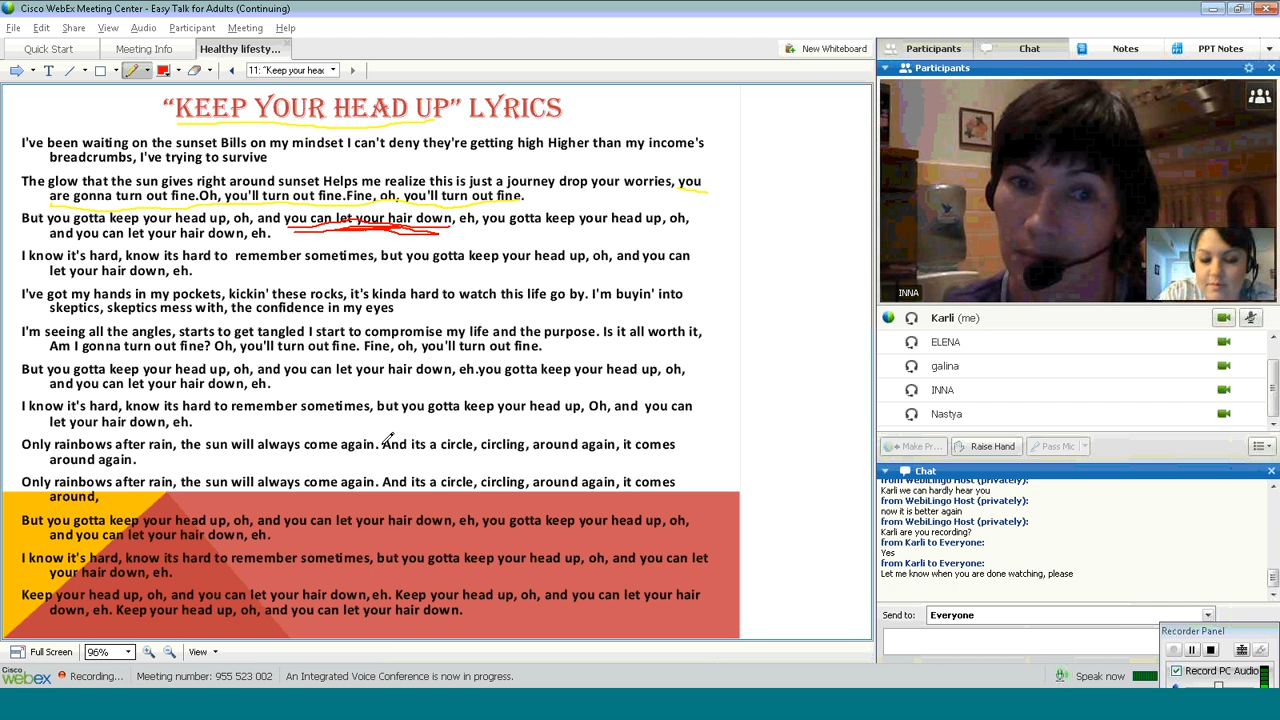 Cisco WebEx Meeting Center - Easy Talk for Adults (Continuing)
File Edit Share View Audio Participant Meeting Help
Quick Start Meeting Info Healthy lifesty...
New Whiteboard
11: "Keep your heac
"KEEP YOUR HEAD UP" LYRICS
I've been waiting on the sunset Bills on my mindset I can't deny they're getting high Higher than my income's
breadcrumbs, I've trying to survive
The glow that the sun gives right around sunset Helps me realize this is just a journey drop your worries, you
are gonna turn out fine.Oh, you'll turn out fine.Fine, oh, you'll turn out fine.
But you gotta keep your head up, oh, and you can let your hair down, eh, you gotta keep your head up, oh,
and you can let your hair down, eh.
I know it's hard, know its hard to remember sometimes, but you gotta keep your head up, oh, and you can
let your hair down, eh.
I've got my hands in my pockets, kickin' these rocks, it's kinda hard to watch this life go by. I'm buyin' into
skeptics, skeptics mess with, the confidence in my eyes
I'm seeing all the angles, starts to get tangled I start to compromise my life and the purpose. Is it all worth it,
Am I gonna turn out fine? Oh, you'll turn out fine. Fine, oh, you'll turn out fine.
But you gotta keep your head up, oh, and you can let your hair down, eh.you gotta keep your head up, oh,
and you can let your hair down, eh.
I know it's hard, know its hard to remember sometimes, but you gotta keep your head up, Oh, and you can
let your hair down, eh.
Only rainbows after rain, the sun will always come again. And its a circle, circling, around again, it comes
around again.
Only rainbows after rain, the sun will always come again. And its a circle, circling, around again, it comes
around,
But you gotta keep your head up, oh, and you can let your hair down, eh, you gotta keep your head up, oh,
and you can let your hair down, eh.
I know it's hard, know its hard to remember sometimes, but you gotta keep your head up, oh, and you can let
your hair down, eh.
Keep your head up, oh, and you can let your hair down, eh. Keep your head up, oh, and you can let your hair
down, eh. Keep your head up, oh, and you can let your hair down.
Full Screen 96% View
Participants Chat Notes PPT Notes
Participants
INNA
Karli (me)
ELENA
galina
INNA
Nastya
Make Pr... Raise Hand Pass Mic
Chat
from WebiLingo Host (privately):
Karli we can hardly hear you
from WebiLingo Host (privately):
now it is better again
from WebiLingo Host (privately):
Karli are you recording?
from Karli to Everyone:
Yes
from Karli to Everyone:
Let me know when you are done watching, please
Send to: Everyone
Recorder Panel
Record PC Audio
Cisco webex Recording... Meeting number: 955 523 002 An Integrated Voice Conference is now in progress. Speak now